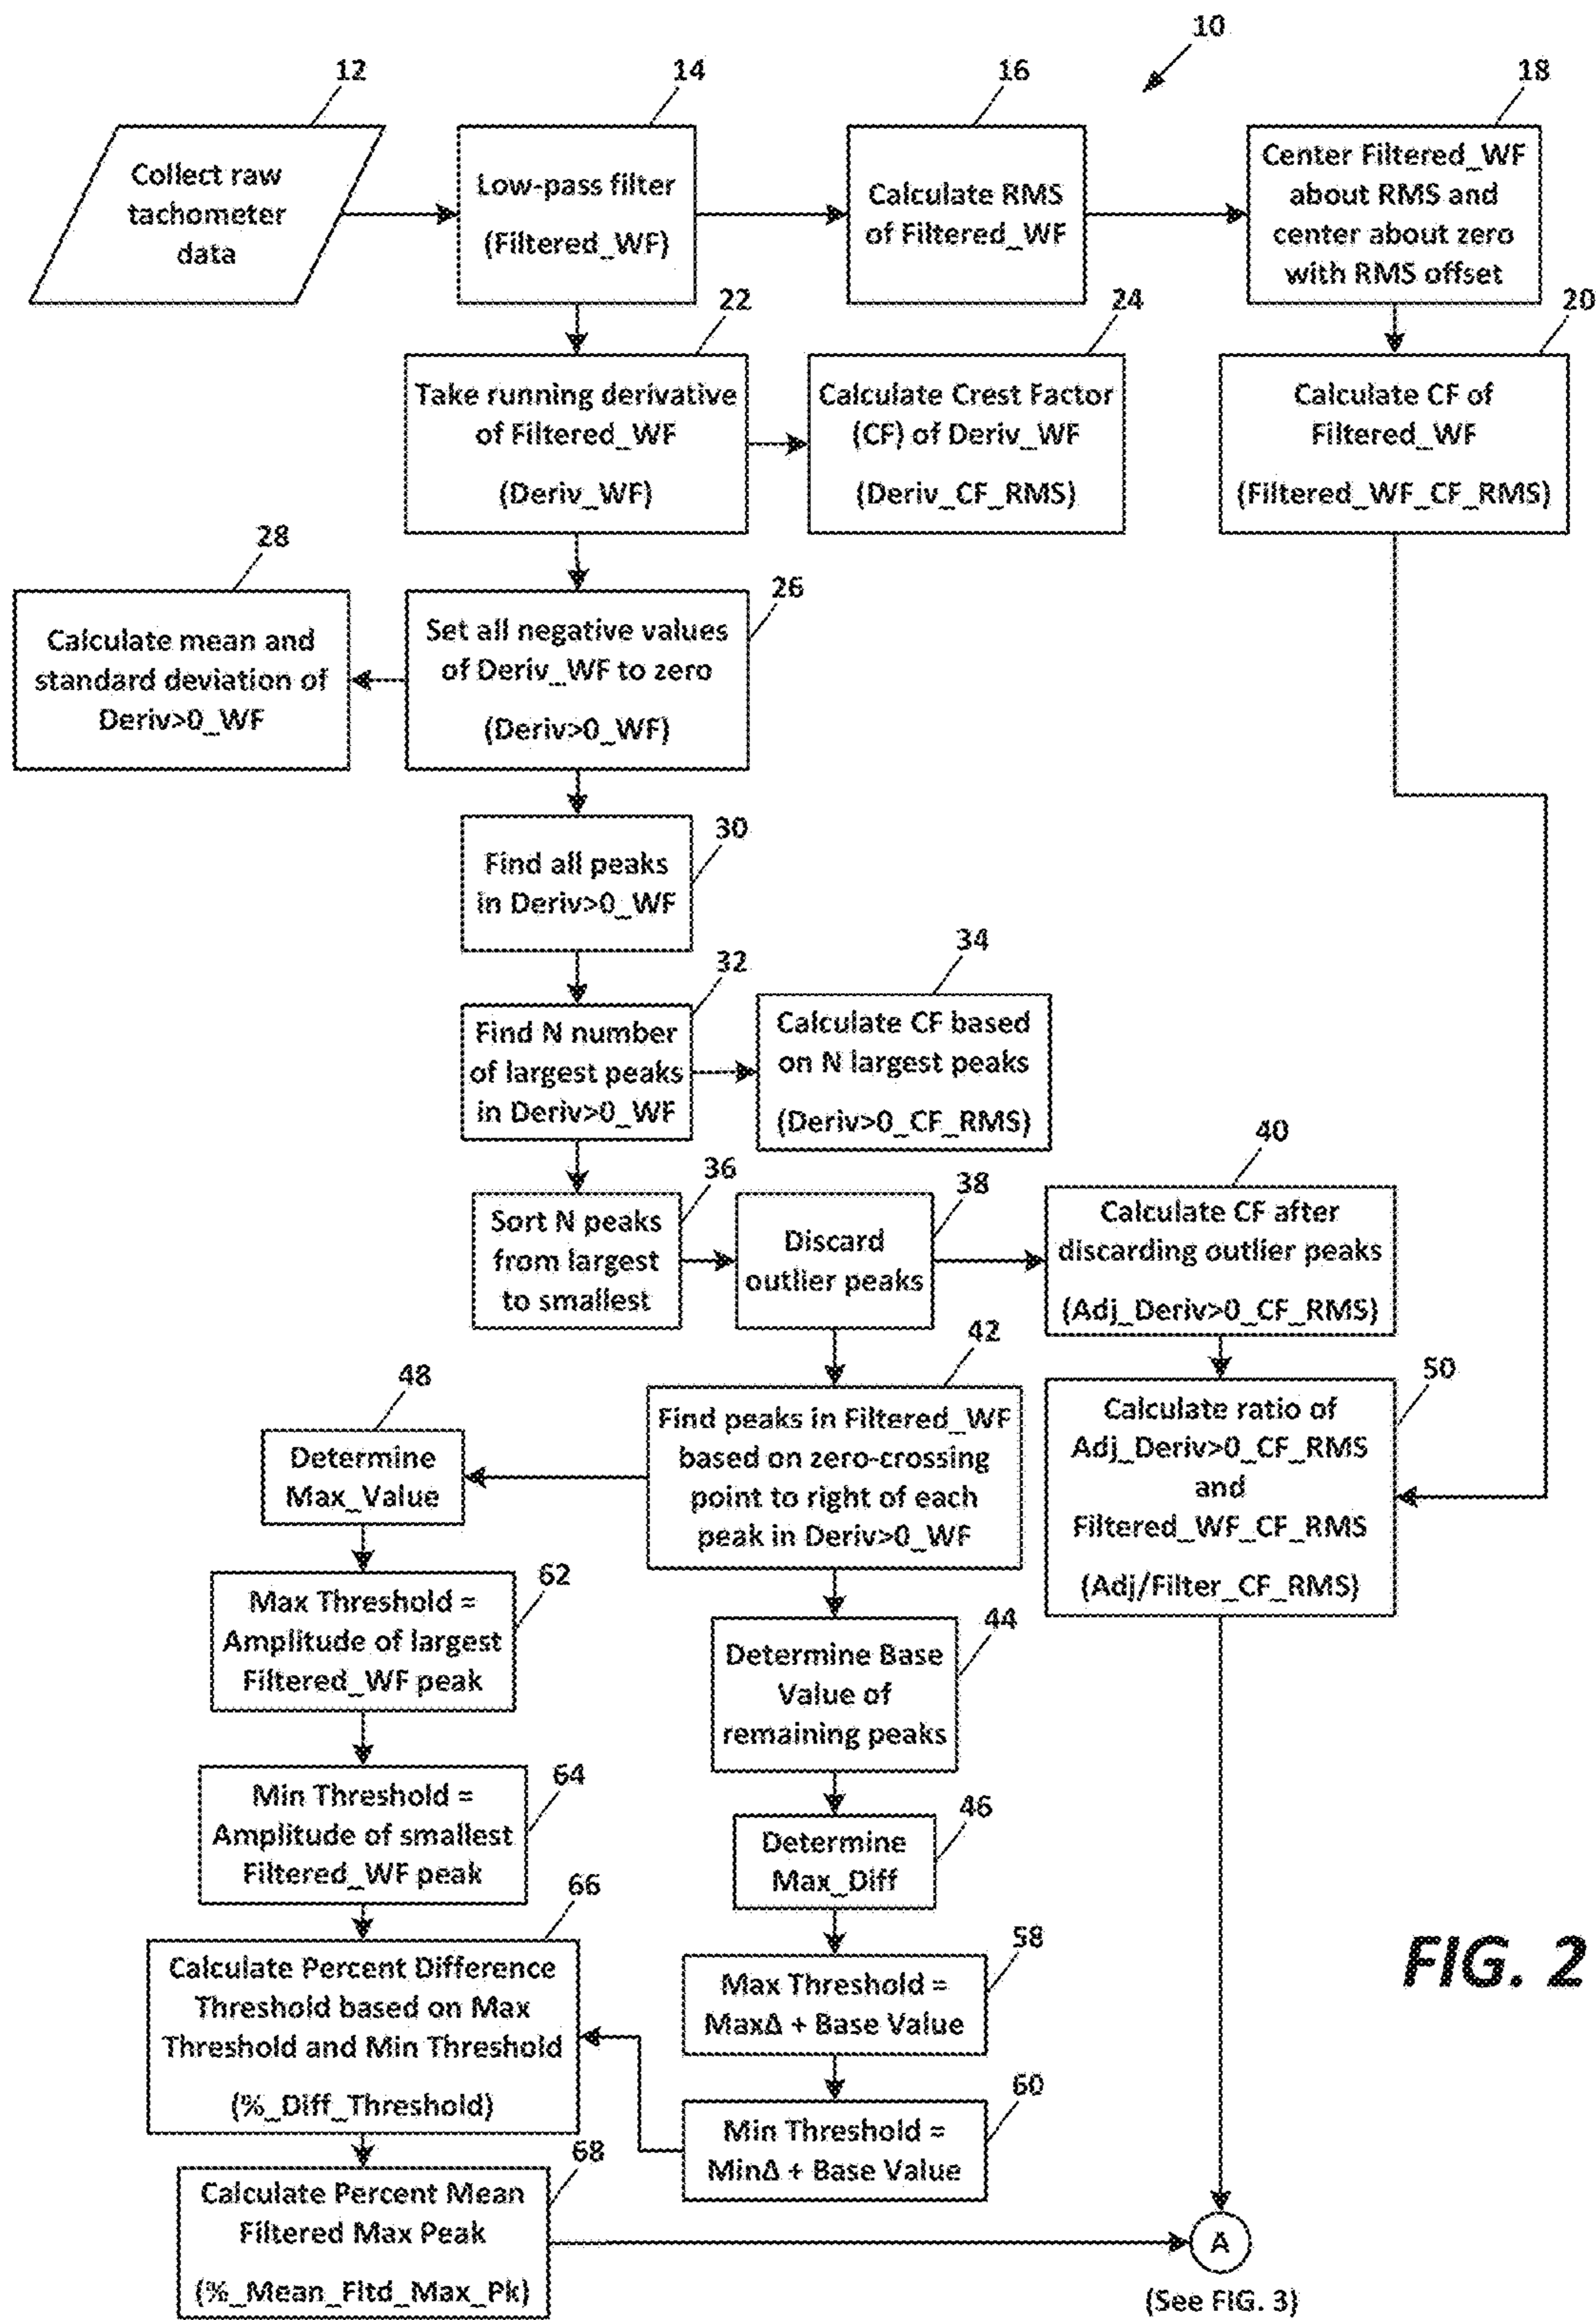 10
12
14
16
18
Collect raw
tachometer
data
Low-pass filter
(Filtered_WF)
Calculate RMS
of Filtered_WF
Center Filtered_WF
about RMS and
center about zero
with RMS offset
22
24
20
Take running derivative
of Filtered_WF
(Deriv_WF)
Calculate Crest Factor
(CF) of Deriv_WF
(Deriv_CF_RMS)
Calculate CF of
Filtered_WF
(Filtered_WF_CF_RMS)
28
26
Calculate mean and
standard deviation of
Deriv>0_WF
Set all negative values
of Deriv_WF to zero
(Deriv>0_WF)
30
Find all peaks
in Deriv>0_WF
32
34
Find N number
of largest peaks
in Deriv>0_WF
Calculate CF based
on N largest peaks
(Deriv>0_CF_RMS)
36
38
40
Sort N peaks
from largest
to smallest
Discard
outlier peaks
Calculate CF after
discarding outlier peaks
(Adj_Deriv>0_CF_RMS)
48
42
50
Determine
Max_Value
Find peaks in Filtered_WF
based on zero-crossing
point to right of each
peak in Deriv>0_WF
Calculate ratio of
Adj_Deriv>0_CF_RMS
and
Filtered_WF_CF_RMS
(Adj/Filter_CF_RMS)
62
44
Max Threshold =
Amplitude of largest
Filtered_WF peak
Determine Base
Value of
remaining peaks
64
46
Min Threshold =
Amplitude of smallest
Filtered_WF peak
Determine
Max_Diff
66
58
Calculate Percent Difference
Threshold based on Max
Threshold and Min Threshold
(%_Diff_Threshold)
Max Threshold =
MaxΔ + Base Value
FIG. 2
60
Min Threshold =
MinΔ + Base Value
68
Calculate Percent Mean
Filtered Max Peak
(%_Mean_Fltd_Max_Pk)
A
(See FIG. 3)